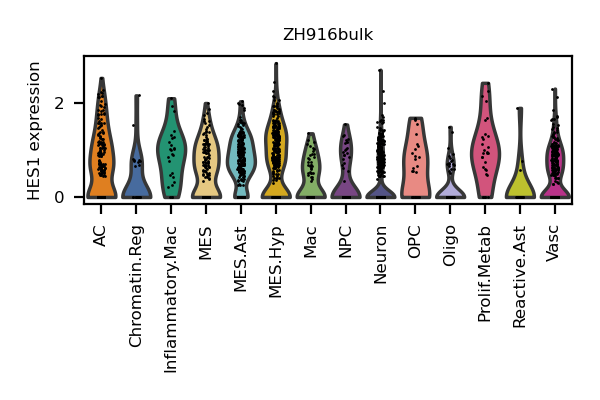 ZH916bulk
HES1 expression
2
0
AC
Chromatin.Reg
Inflammatory.Mac
MES
MES.Ast
MES.Hyp
Mac
NPC
Neuron
OPC
Oligo
Prolif.Metab
Reactive.Ast
Vasc